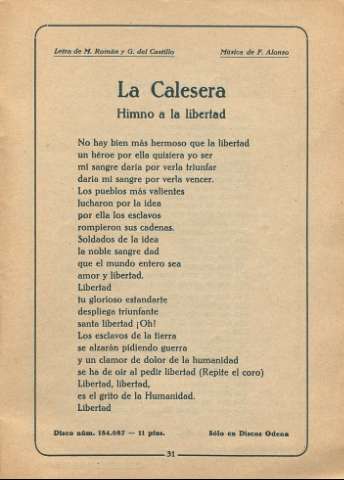 Letra de M. Román y G. del Castillo Música de F. Alonso
La Calesera
Himno a la libertad
No hay bien más hermoso que la libertad
un héroe por ella quisiera yo ser
mi sangre daría por verla triunfar
daría mi sangre por verla vencer.
Los pueblos más valientes
lucharon por la idea
por ella los esclavos
rompieron sus cadenas.
Soldados de la idea
la noble sangre dad
que el mundo entero sea
amor y libertad.
Libertad
tu glorioso estandarte
despliega triunfante
santa libertad ¡Oh!
Los esclavos de la tierra
se alzarán pidiendo guerra
y un clamor de dolor de la humanidad
se ha de oir al pedir libertad (Repite el coro)
Libertad, libertad,
es el grito de la Humanidad.
Libertad
Disco núm. 184.087 — 11 ptas. Sólo en Discos Odena
31